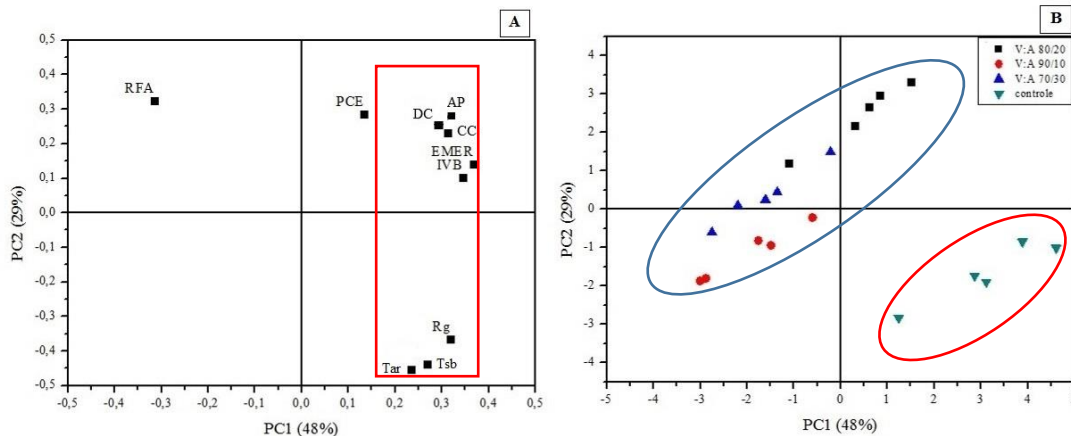 A
0,5
0,4
0,3
0,2
0,1
0,0
-0,1
-0,2
-0,3
-0,4
-0,5
PC2 (29%)
RFA
PCE
AP
DC
CC
EMER
IVB
Rg
Tsb
Tar
-0,5 -0,4 -0,3 -0,2 -0,1 0,0 0,1 0,2 0,3 0,4 0,5
PC1 (48%)
B
V:A 80/20
V:A 90/10
V:A 70/30
controle
4
3
2
1
0
-1
-2
-3
-4
PC2 (29%)
-5 -4 -3 -2 -1 0 1 2 3 4 5
PC1 (48%)